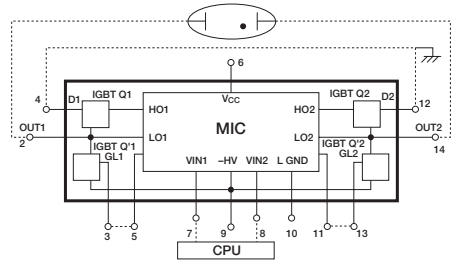 6
4 D1 IGBT Q1 Vcc IGBT Q2 D2 12
HO1 HO2
MIC
OUT1 LO1 LO2 OUT2
2 14
IGBT Q'1 IGBT Q'2
GL1 VIN1 –HV VIN2 L GND GL2
3 5 7 9 8 10 11 13
CPU